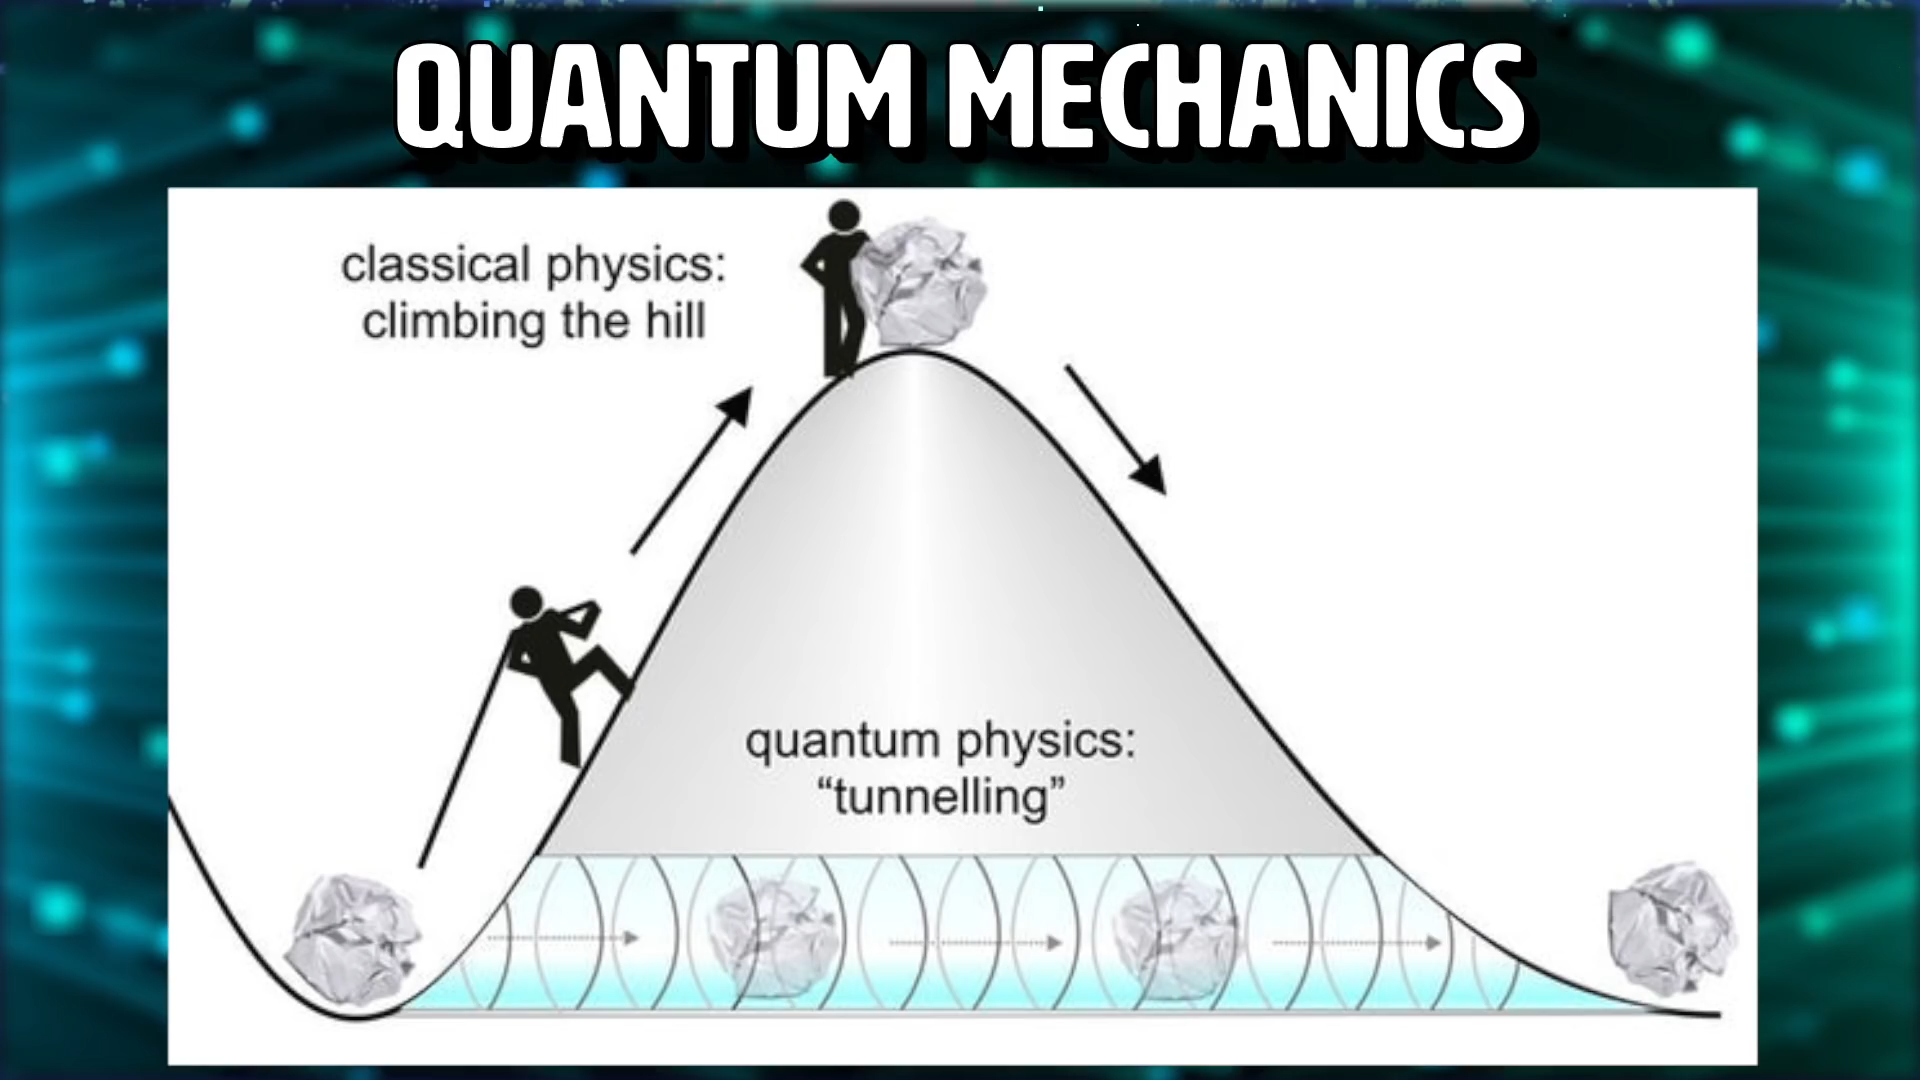 QUANTUM MECHANICS
classical physics:
climbing the hill
quantum physics:
“tunnelling”